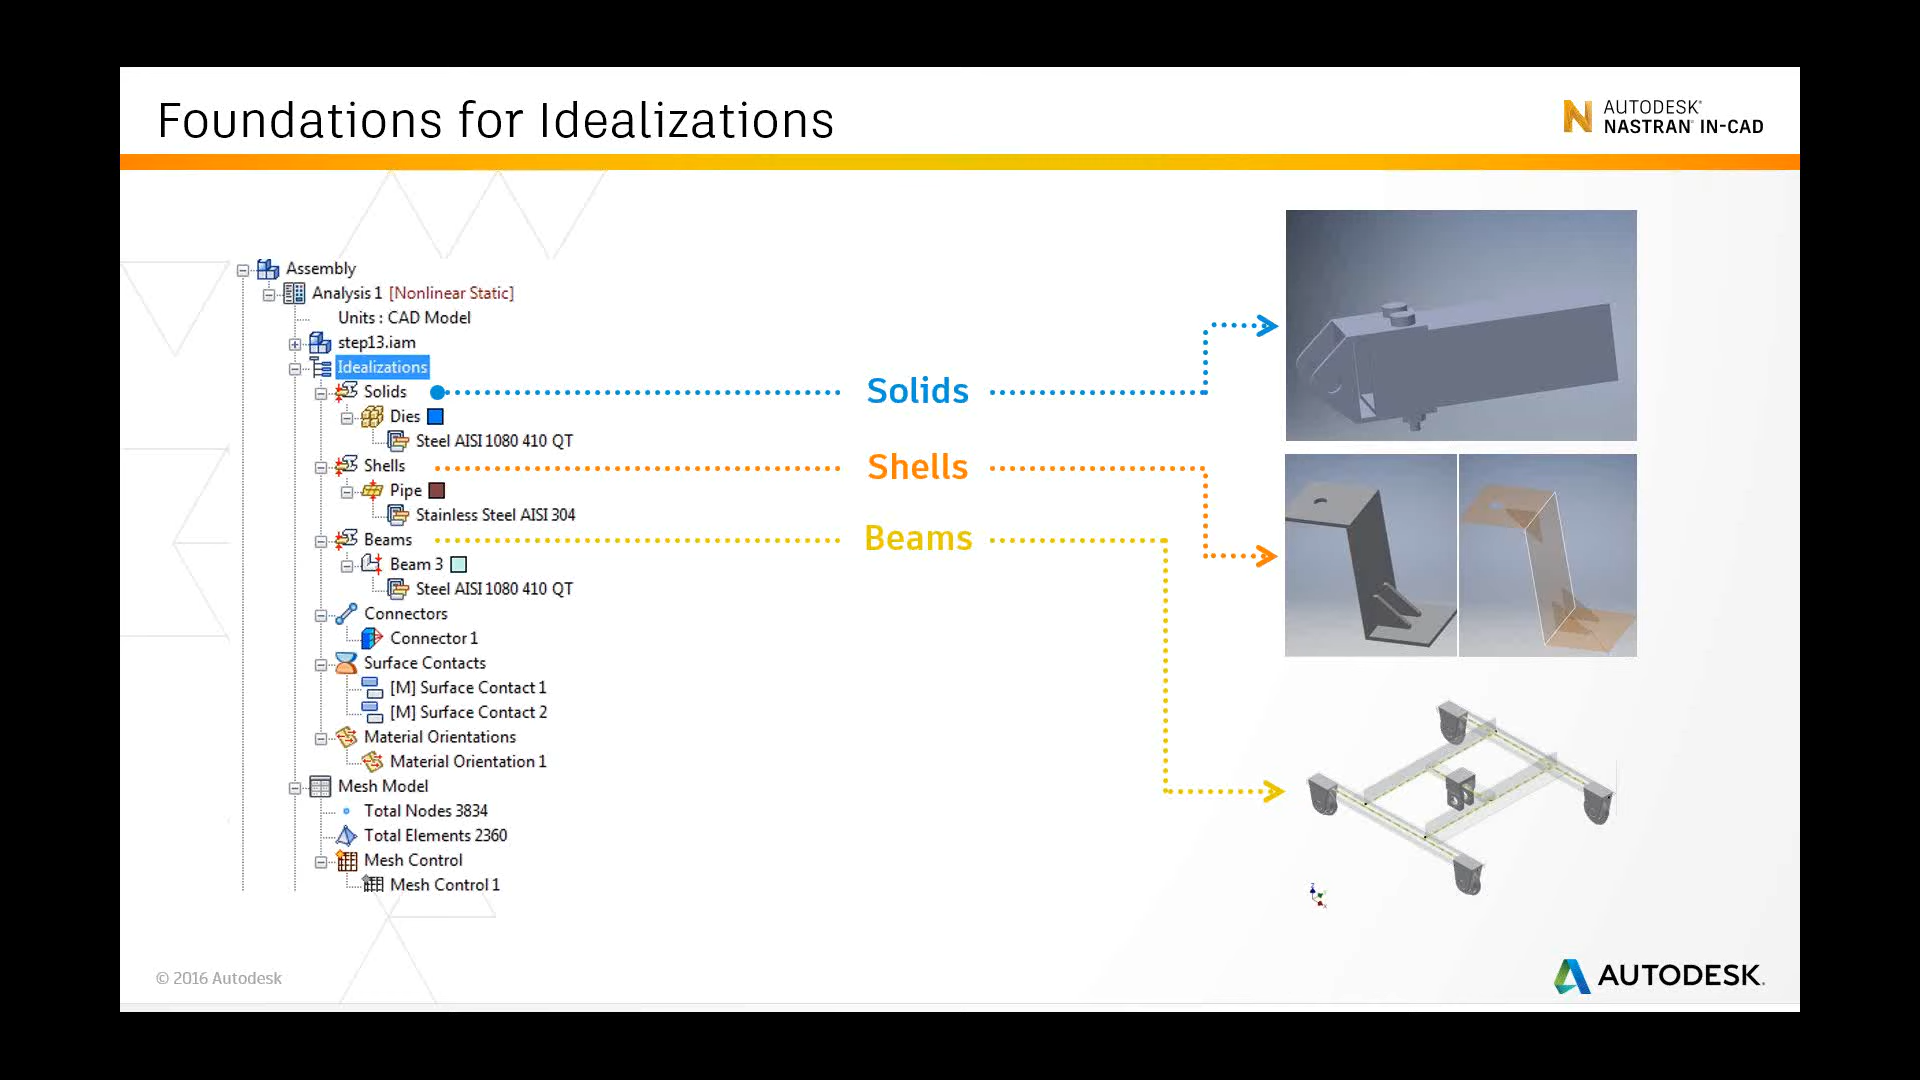 Foundations for Idealizations
AUTODESK®
NASTRAN® IN-CAD
Assembly
Analysis 1 [Nonlinear Static]
Units : CAD Model
step13.iam
Idealizations
Solids
Dies
Steel AISI 1080 410 QT
Shells
Pipe
Stainless Steel AISI 304
Beams
Beam 3
Steel AISI 1080 410 QT
Connectors
Connector 1
Surface Contacts
[M] Surface Contact 1
[M] Surface Contact 2
Material Orientations
Material Orientation 1
Mesh Model
Total Nodes 3834
Total Elements 2360
Mesh Control
Mesh Control 1
Solids
Shells
Beams
© 2016 Autodesk
AUTODESK.